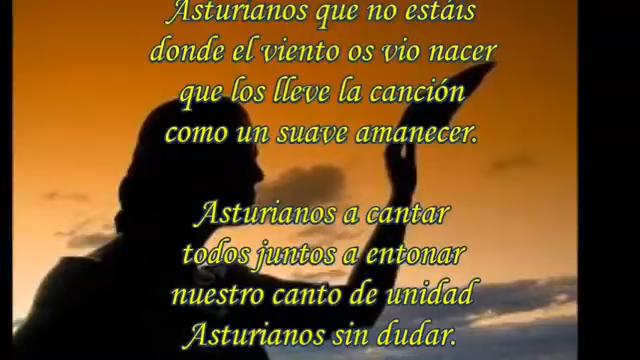 Asturianos que no estáis
donde el viento os vio nacer
que los lleve la canción
como un suave amanecer.
Asturianos a cantar
todos juntos a entonar
nuestro canto de unidad
Asturianos sin dudar.